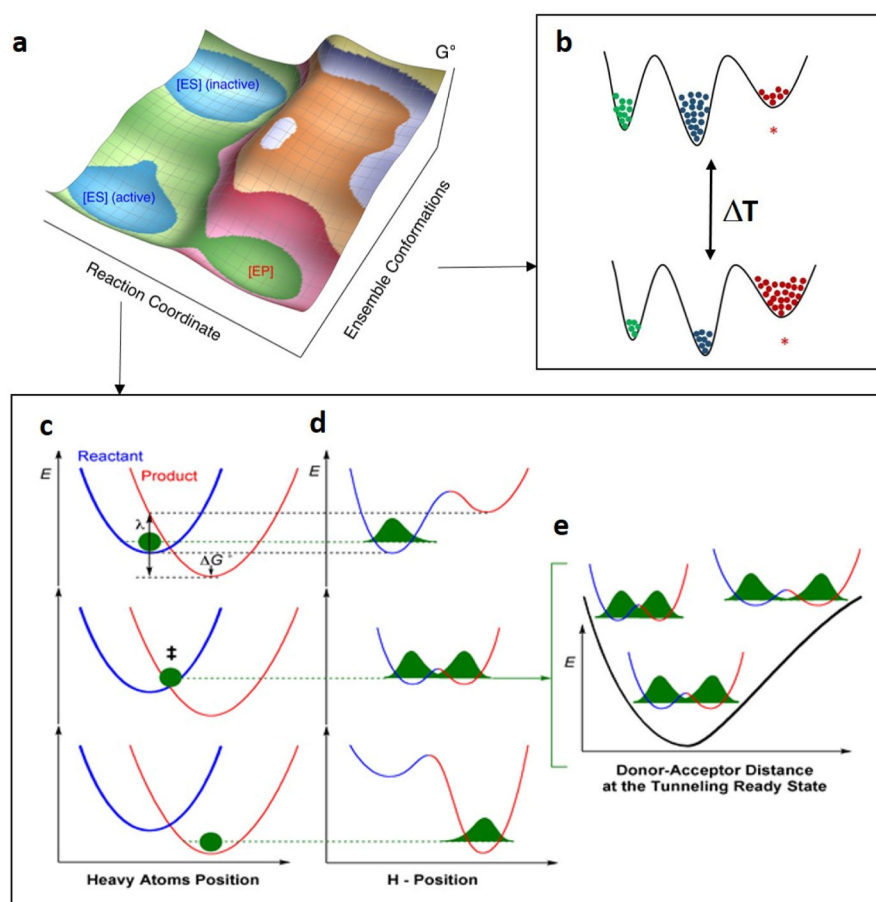 a
[ES] (inactive)
G°
[ES] (active)
[EP]
Reaction Coordinate
Ensemble Conformations
b
*
ΔT
*
c
d
Reactant
Product
E
λ
ΔG°
E
‡
e
E
Donor-Acceptor Distance
at the Tunneling Ready State
Heavy Atoms Position
H - Position